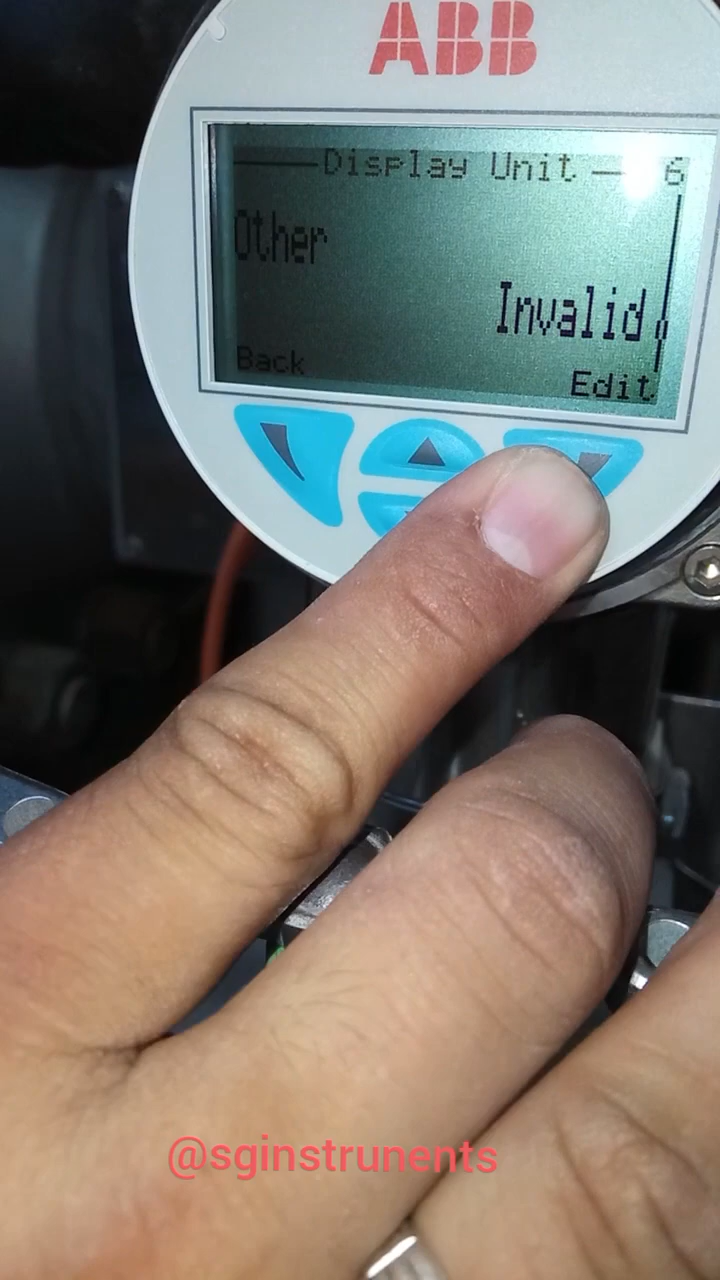 ABB
Display Unit 6
Other
Invalid
Back
Edit
@sginstrunents